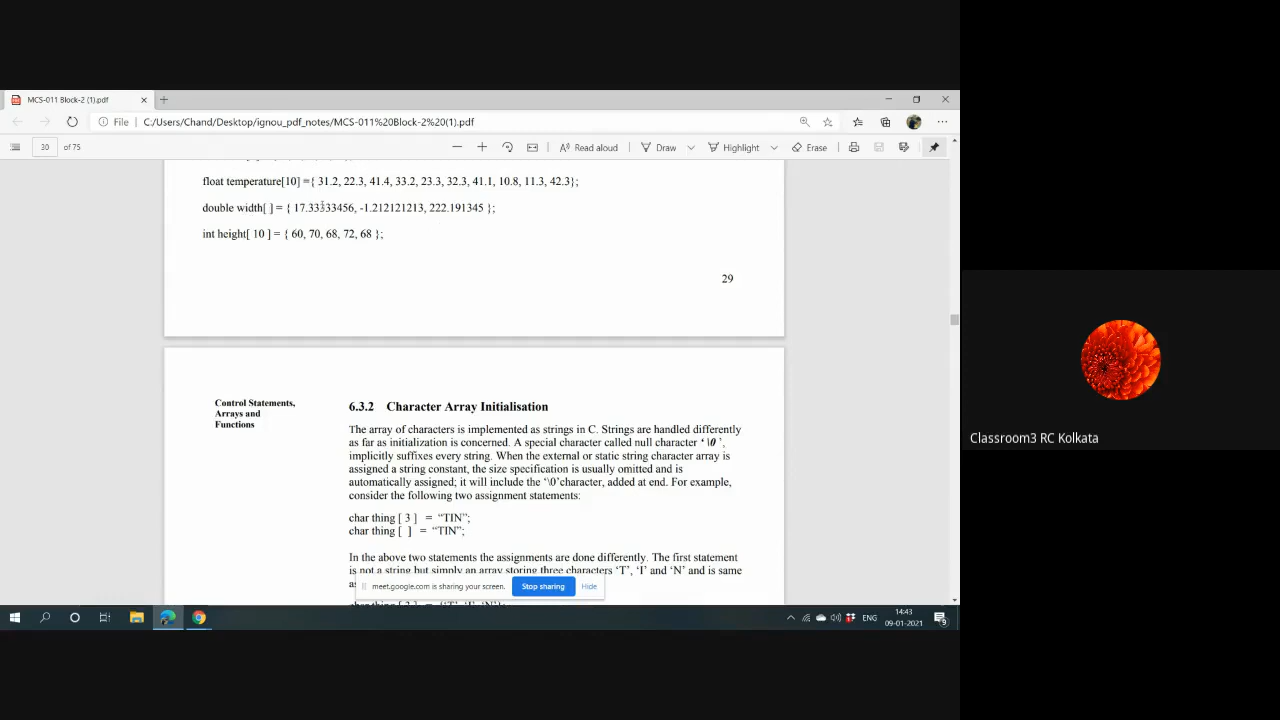 MCS-011 Block-2 (1).pdf
File | C:/Users/Chand/Desktop/ignou_pdf_notes/MCS-011%20Block-2%20(1).pdf
30 of 75
Read aloud
Draw
Highlight
Erase
float temperature[10] ={ 31.2, 22.3, 41.4, 33.2, 23.3, 32.3, 41.1, 10.8, 11.3, 42.3};
double width[ ] = { 17.33333456, -1.212121213, 222.191345 };
int height[ 10 ] = { 60, 70, 68, 72, 68 };
29
Control Statements,
Arrays and
Functions
6.3.2 Character Array Initialisation
The array of characters is implemented as strings in C. Strings are handled differently
as far as initialization is concerned. A special character called null character ‘ \0 ’,
implicitly suffixes every string. When the external or static string character array is
assigned a string constant, the size specification is usually omitted and is
automatically assigned; it will include the ‘\0’character, added at end. For example,
consider the following two assignment statements:
char thing [ 3 ] = “TIN”;
char thing [ ] = “TIN”;
In the above two statements the assignments are done differently. The first statement
is not a string but simply an array storing three characters ‘T’, ‘I’ and ‘N’ and is same
meet.google.com is sharing your screen.
Stop sharing
Hide
ENG
14:43
09-01-2021
Classroom3 RC Kolkata